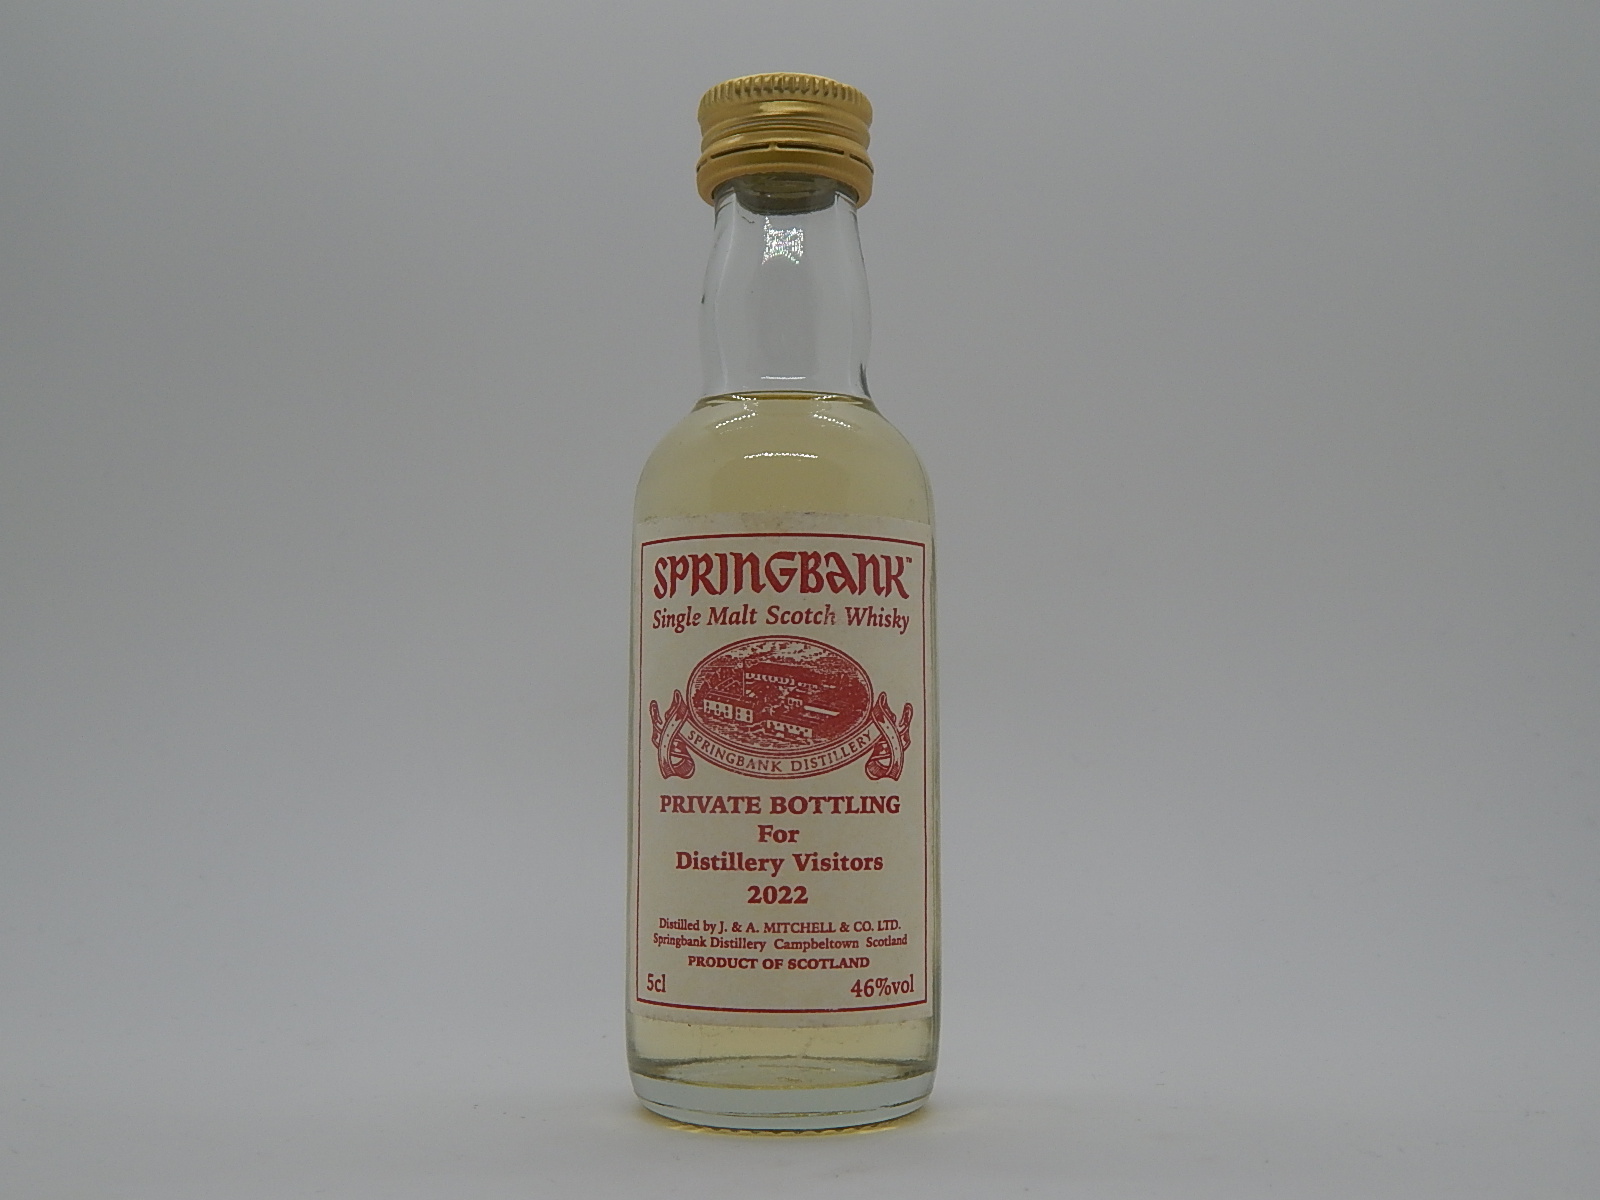 SPRINGBANK™
Single Malt Scotch Whisky
SPRINGBANK DISTILLERY
PRIVATE BOTTLING
For
Distillery Visitors
2022
Distilled by J. & A. MITCHELL & CO. LTD.
Springbank Distillery Campbeltown Scotland
PRODUCT OF SCOTLAND
5cl 46%vol